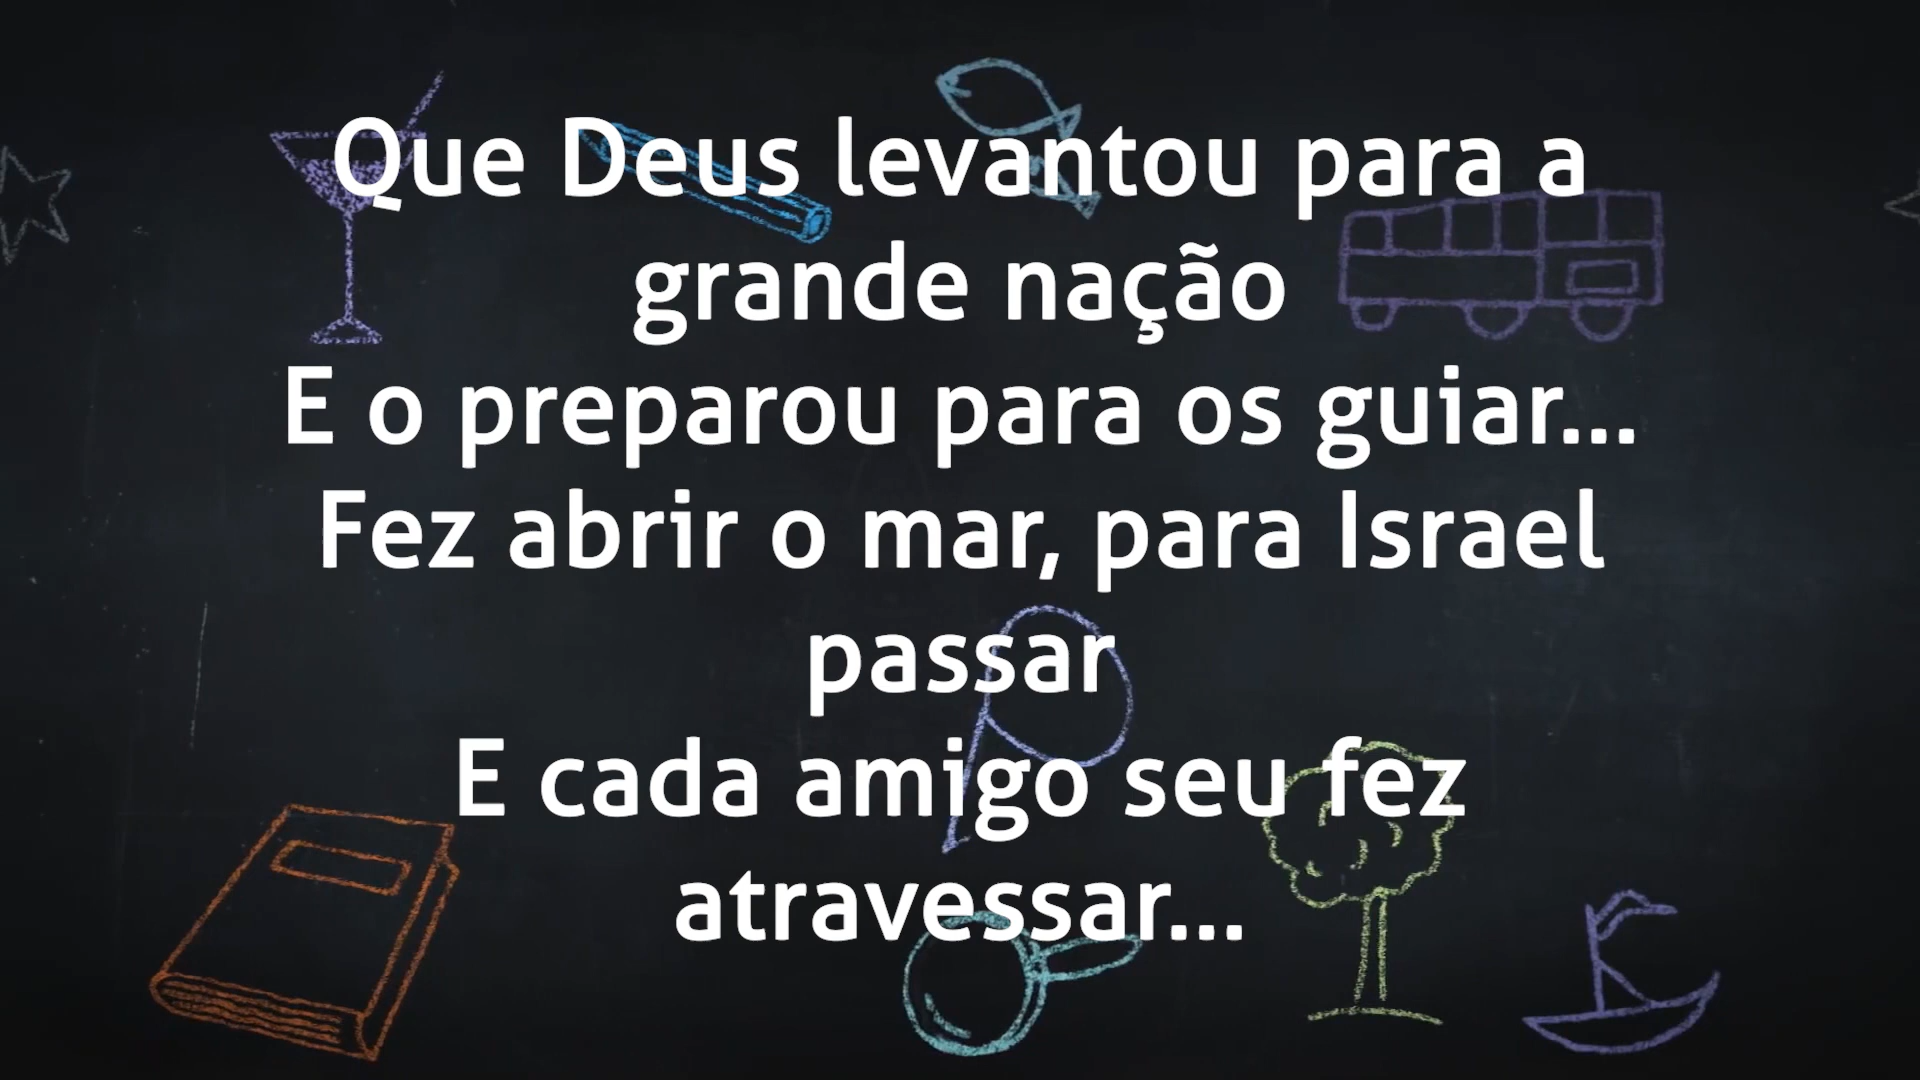 Que Deus levantou para a
grande nação
E o preparou para os guiar...
Fez abrir o mar, para Israel
passar
E cada amigo seu fez
atravessar...